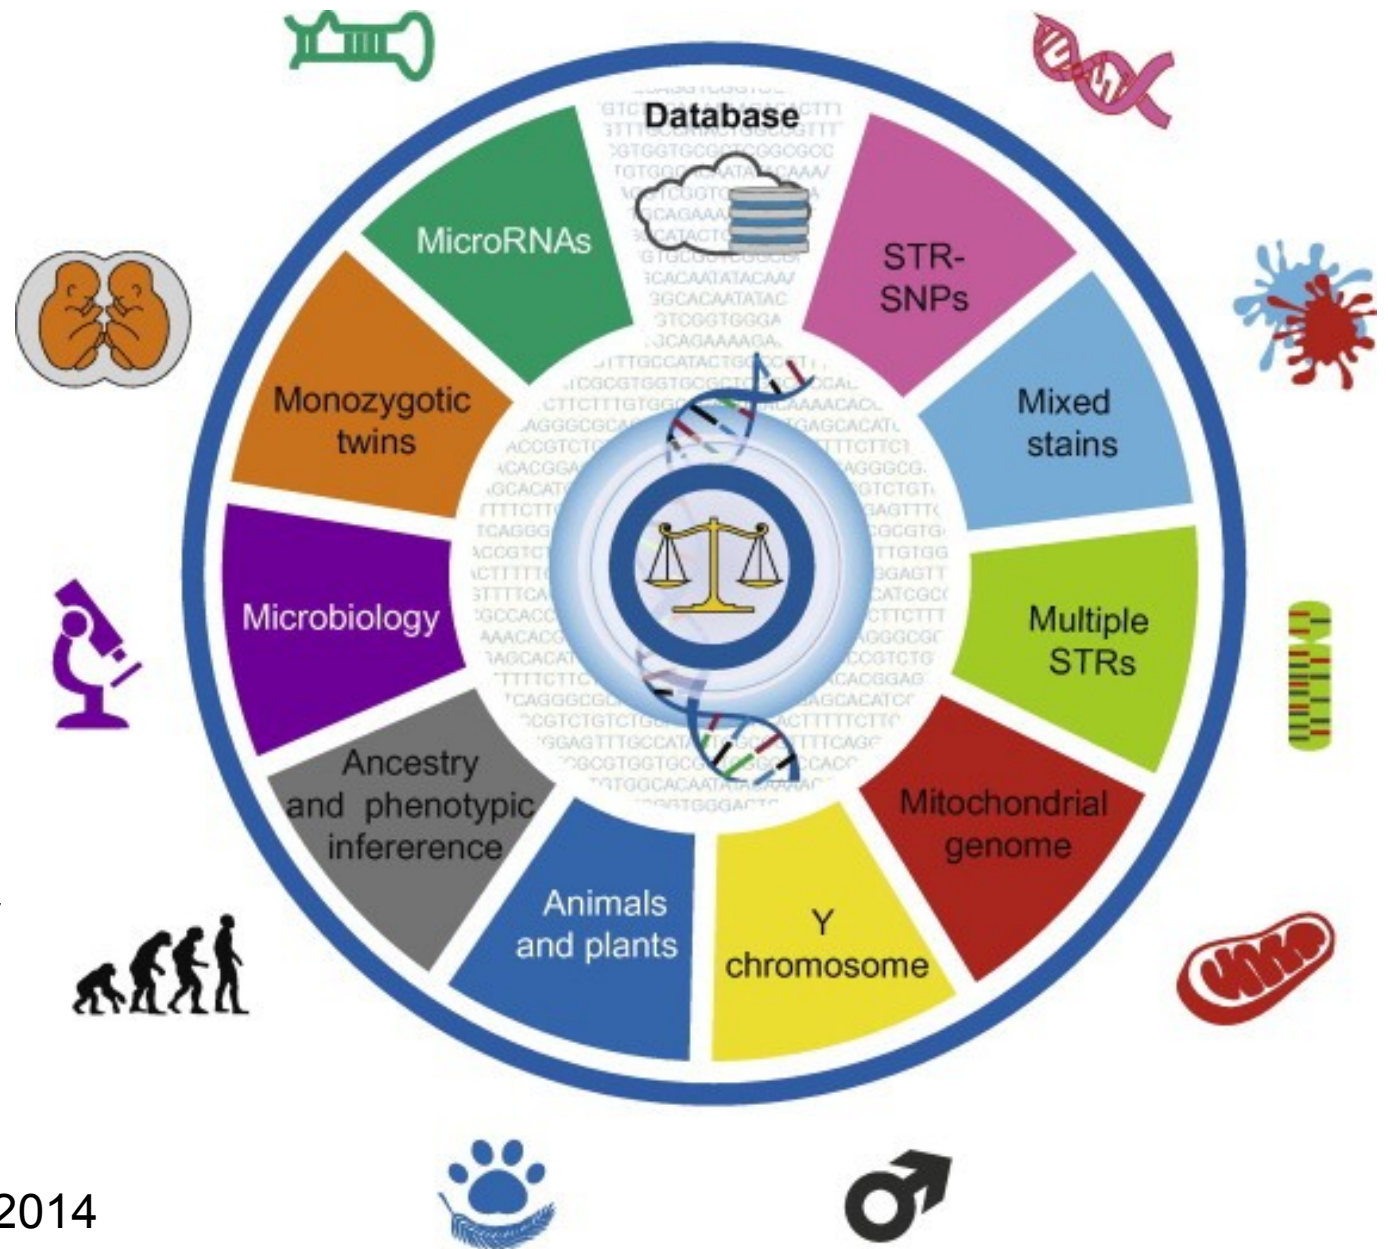 Database
STR-
SNPs
Mixed
stains
Multiple
STRs
Mitochondrial
genome
Y
chromosome
Animals
and plants
Ancestry
and phenotypic
infererence
Microbiology
Monozygotic
twins
MicroRNAs
2014